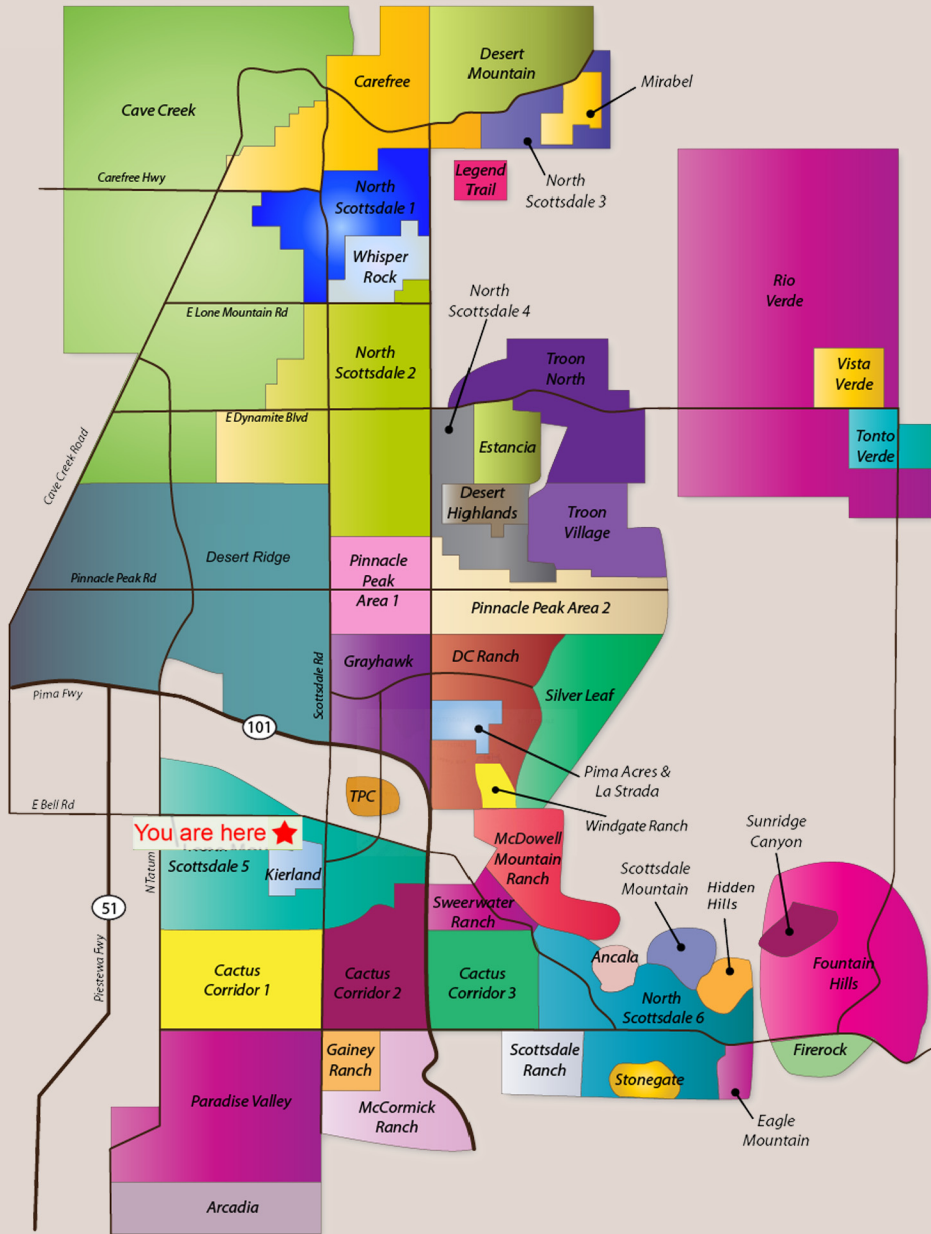 Desert
Mountain
Carefree
Mirabel
Cave Creek
Carefree Hwy
Legend
Trail
North
Scottsdale 3
North
Scottsdale 1
Whisper
Rock
Rio
Verde
North
Scottsdale 4
E Lone Mountain Rd
North
Scottsdale 2
Troon
North
Vista
Verde
E Dynamite Blvd
Estancia
Tonto
Verde
Cave Creek Road
Desert
Highlands
Troon
Village
Desert Ridge
Pinnacle
Peak
Area 1
Pinnacle Peak Rd
Pinnacle Peak Area 2
Grayhawk
DC Ranch
Scottsdale Rd
Silver Leaf
Pima Fwy
101
Pima Acres &
La Strada
TPC
E Bell Rd
Windgate Ranch
Sunridge
Canyon
You are here
McDowell
Mountain
Ranch
Scottsdale 5
Kierland
N Tatum
Scottsdale
Mountain
Hidden
Hills
Sweerwater
Ranch
51
Piestewa Fwy
Ancala
Fountain
Hills
Cactus
Corridor 1
Cactus
Corridor 2
Cactus
Corridor 3
North
Scottsdale 6
Gainey
Ranch
Scottsdale
Ranch
Firerock
Stonegate
Paradise Valley
McCormick
Ranch
Eagle
Mountain
Arcadia